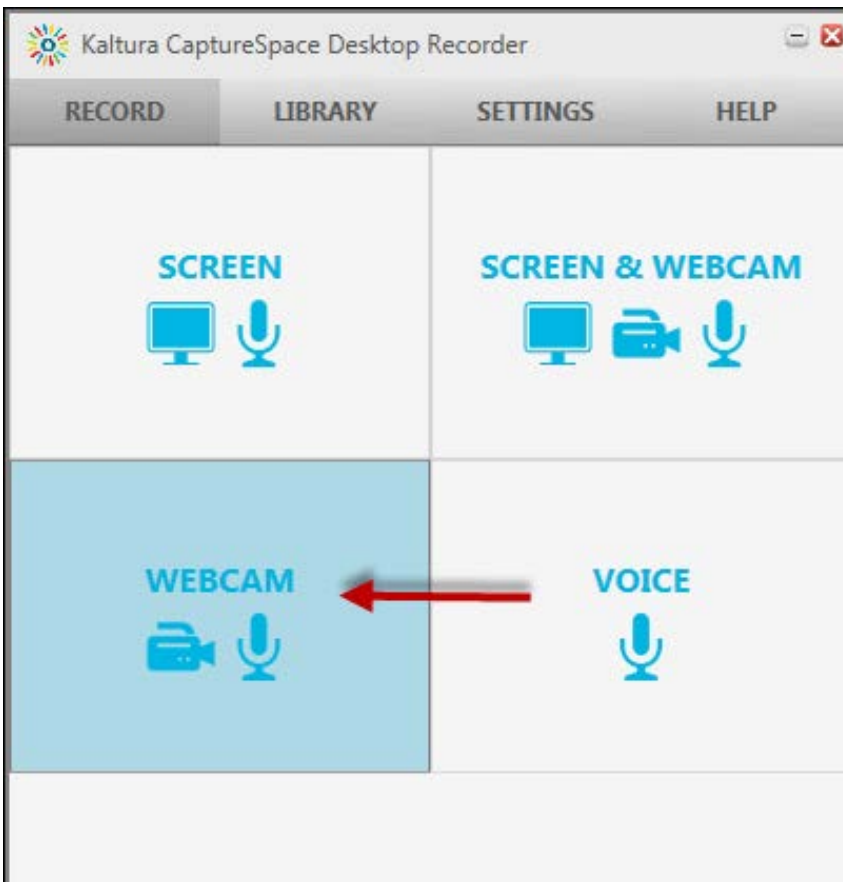 Kaltura CaptureSpace Desktop Recorder
RECORD LIBRARY SETTINGS HELP
SCREEN SCREEN & WEBCAM
WEBCAM VOICE